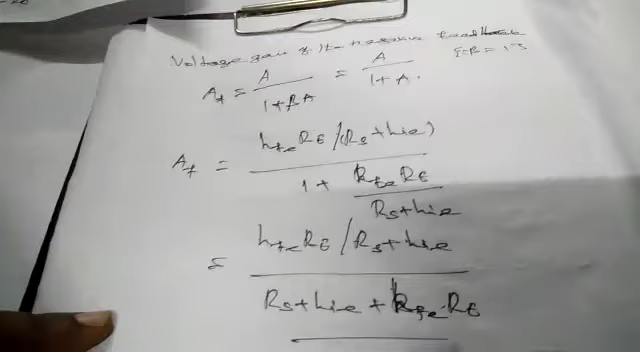 Voltage gain of the negative feedback {∵ β = 1}
A_f = A / (1 + βA) = A / (1 + A).
A_f = h_fe R_E / (R_s + h_ie) / (1 + h_fe R_E / (R_s + h_ie))
= h_fe R_E / R_s + h_ie / (R_s + h_ie + h_fe . R_E)